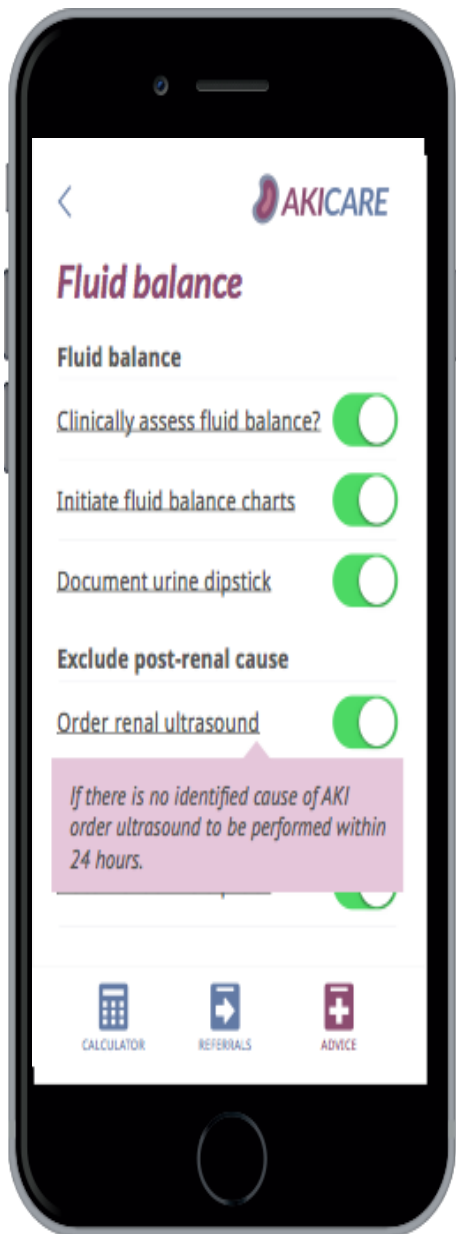 AKICARE
Fluid balance
Fluid balance
Clinically assess fluid balance?
Initiate fluid balance charts
Document urine dipstick
Exclude post-renal cause
Order renal ultrasound
If there is no identified cause of AKI
order ultrasound to be performed within
24 hours.
CALCULATOR
REFERRALS
ADVICE